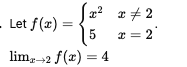 . Let f(x) = { x² x ≠ 2
5 x = 2 .
lim_{x→2} f(x) = 4